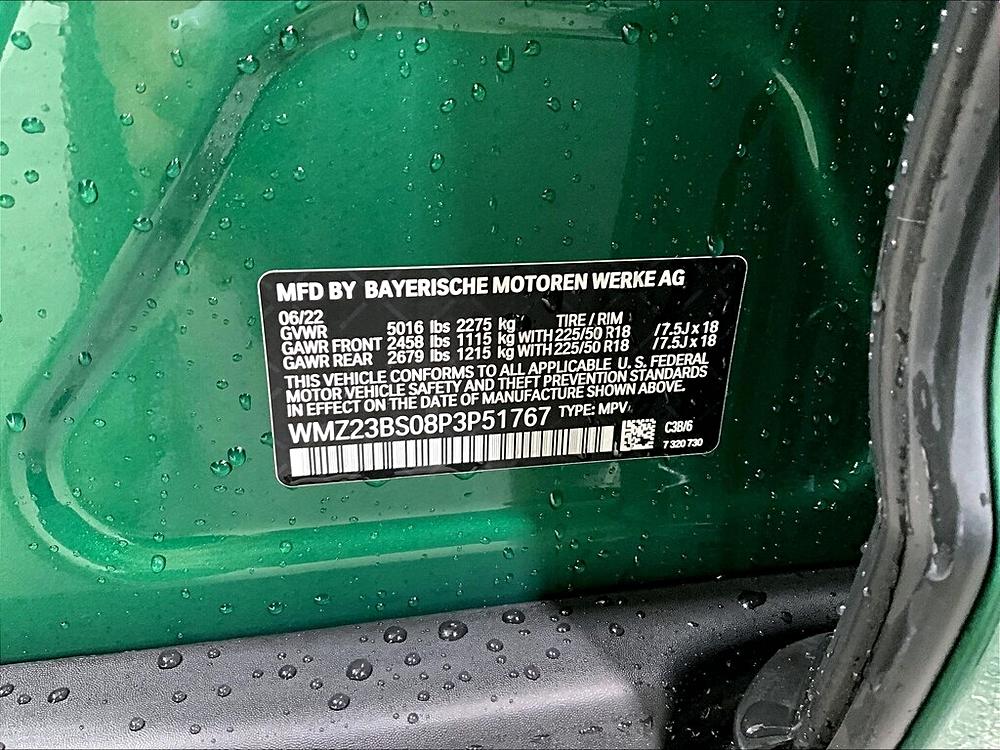 MFD BY BAYERISCHE MOTOREN WERKE AG
06/22 TIRE / RIM
GVWR 5016 lbs 2275 kg
GAWR FRONT 2458 lbs 1115 kg WITH 225/50 R18 /7.5J x 18
GAWR REAR 2679 lbs 1215 kg WITH 225/50 R18 /7.5J x 18
THIS VEHICLE CONFORMS TO ALL APPLICABLE U.S. FEDERAL
MOTOR VEHICLE SAFETY AND THEFT PREVENTION STANDARDS
IN EFFECT ON THE DATE OF MANUFACTURE SHOWN ABOVE.
WMZ23BS08P3P51767 TYPE: MPV
C3B/6
7 320 730